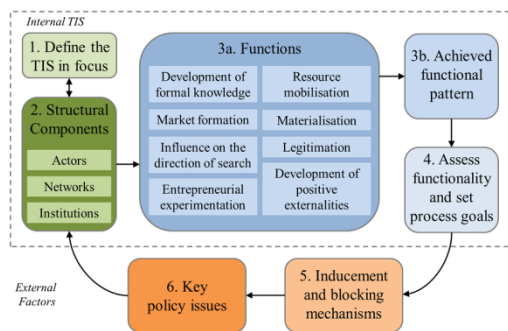 Internal TIS
1. Define the
TIS in focus
2. Structural
Components
Actors
Networks
Institutions
3a. Functions
Development of
formal knowledge
Resource
mobilisation
Market formation
Materialisation
Influence on the
direction of search
Legitimation
Entrepreneurial
experimentation
Development of
positive
externalities
3b. Achieved
functional
pattern
4. Assess
functionality
and set
process goals
5. Inducement
and blocking
mechanisms
6. Key
policy issues
External
Factors